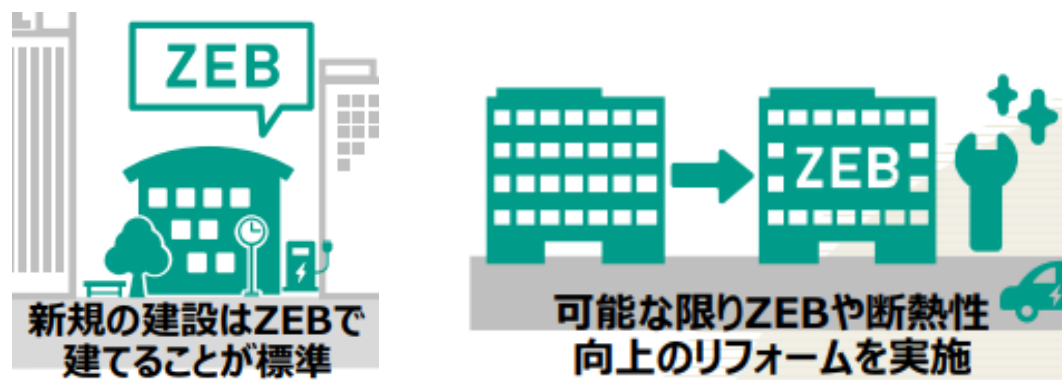 ZEB
新規の建設はZEBで
建てることが標準
ZEB
可能な限りZEBや断熱性
向上のリフォームを実施